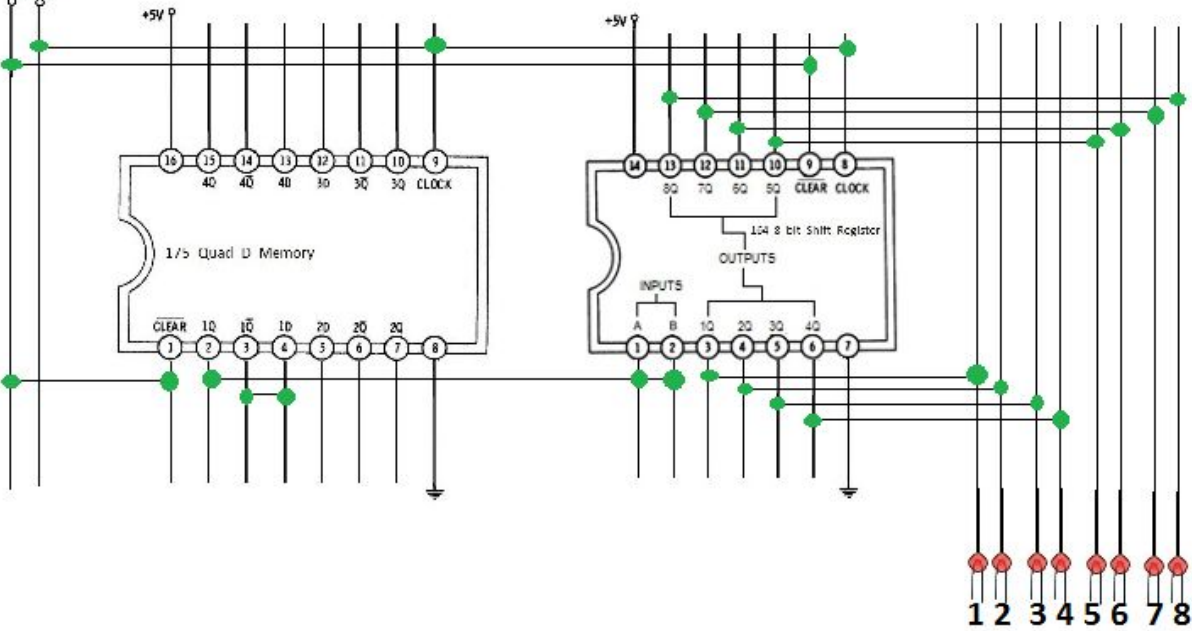 +5V +5V
16 15 14 13 12 11 10 9
4Q 4Q̅ 4D 3D 3Q̅ 3Q CLOCK
175 Quad D Memory
C̅L̅E̅A̅R̅ 1Q 1Q̅ 1D 2D 2Q̅ 2Q
1 2 3 4 5 6 7 8
14 13 12 11 10 9 8
8Q 7Q 6Q 5Q C̅L̅E̅A̅R̅ CLOCK
164 8 bit Shift Register
OUTPUTS
INPUTS
A B 1Q 2Q 3Q 4Q
1 2 3 4 5 6 7
1 2 3 4 5 6 7 8